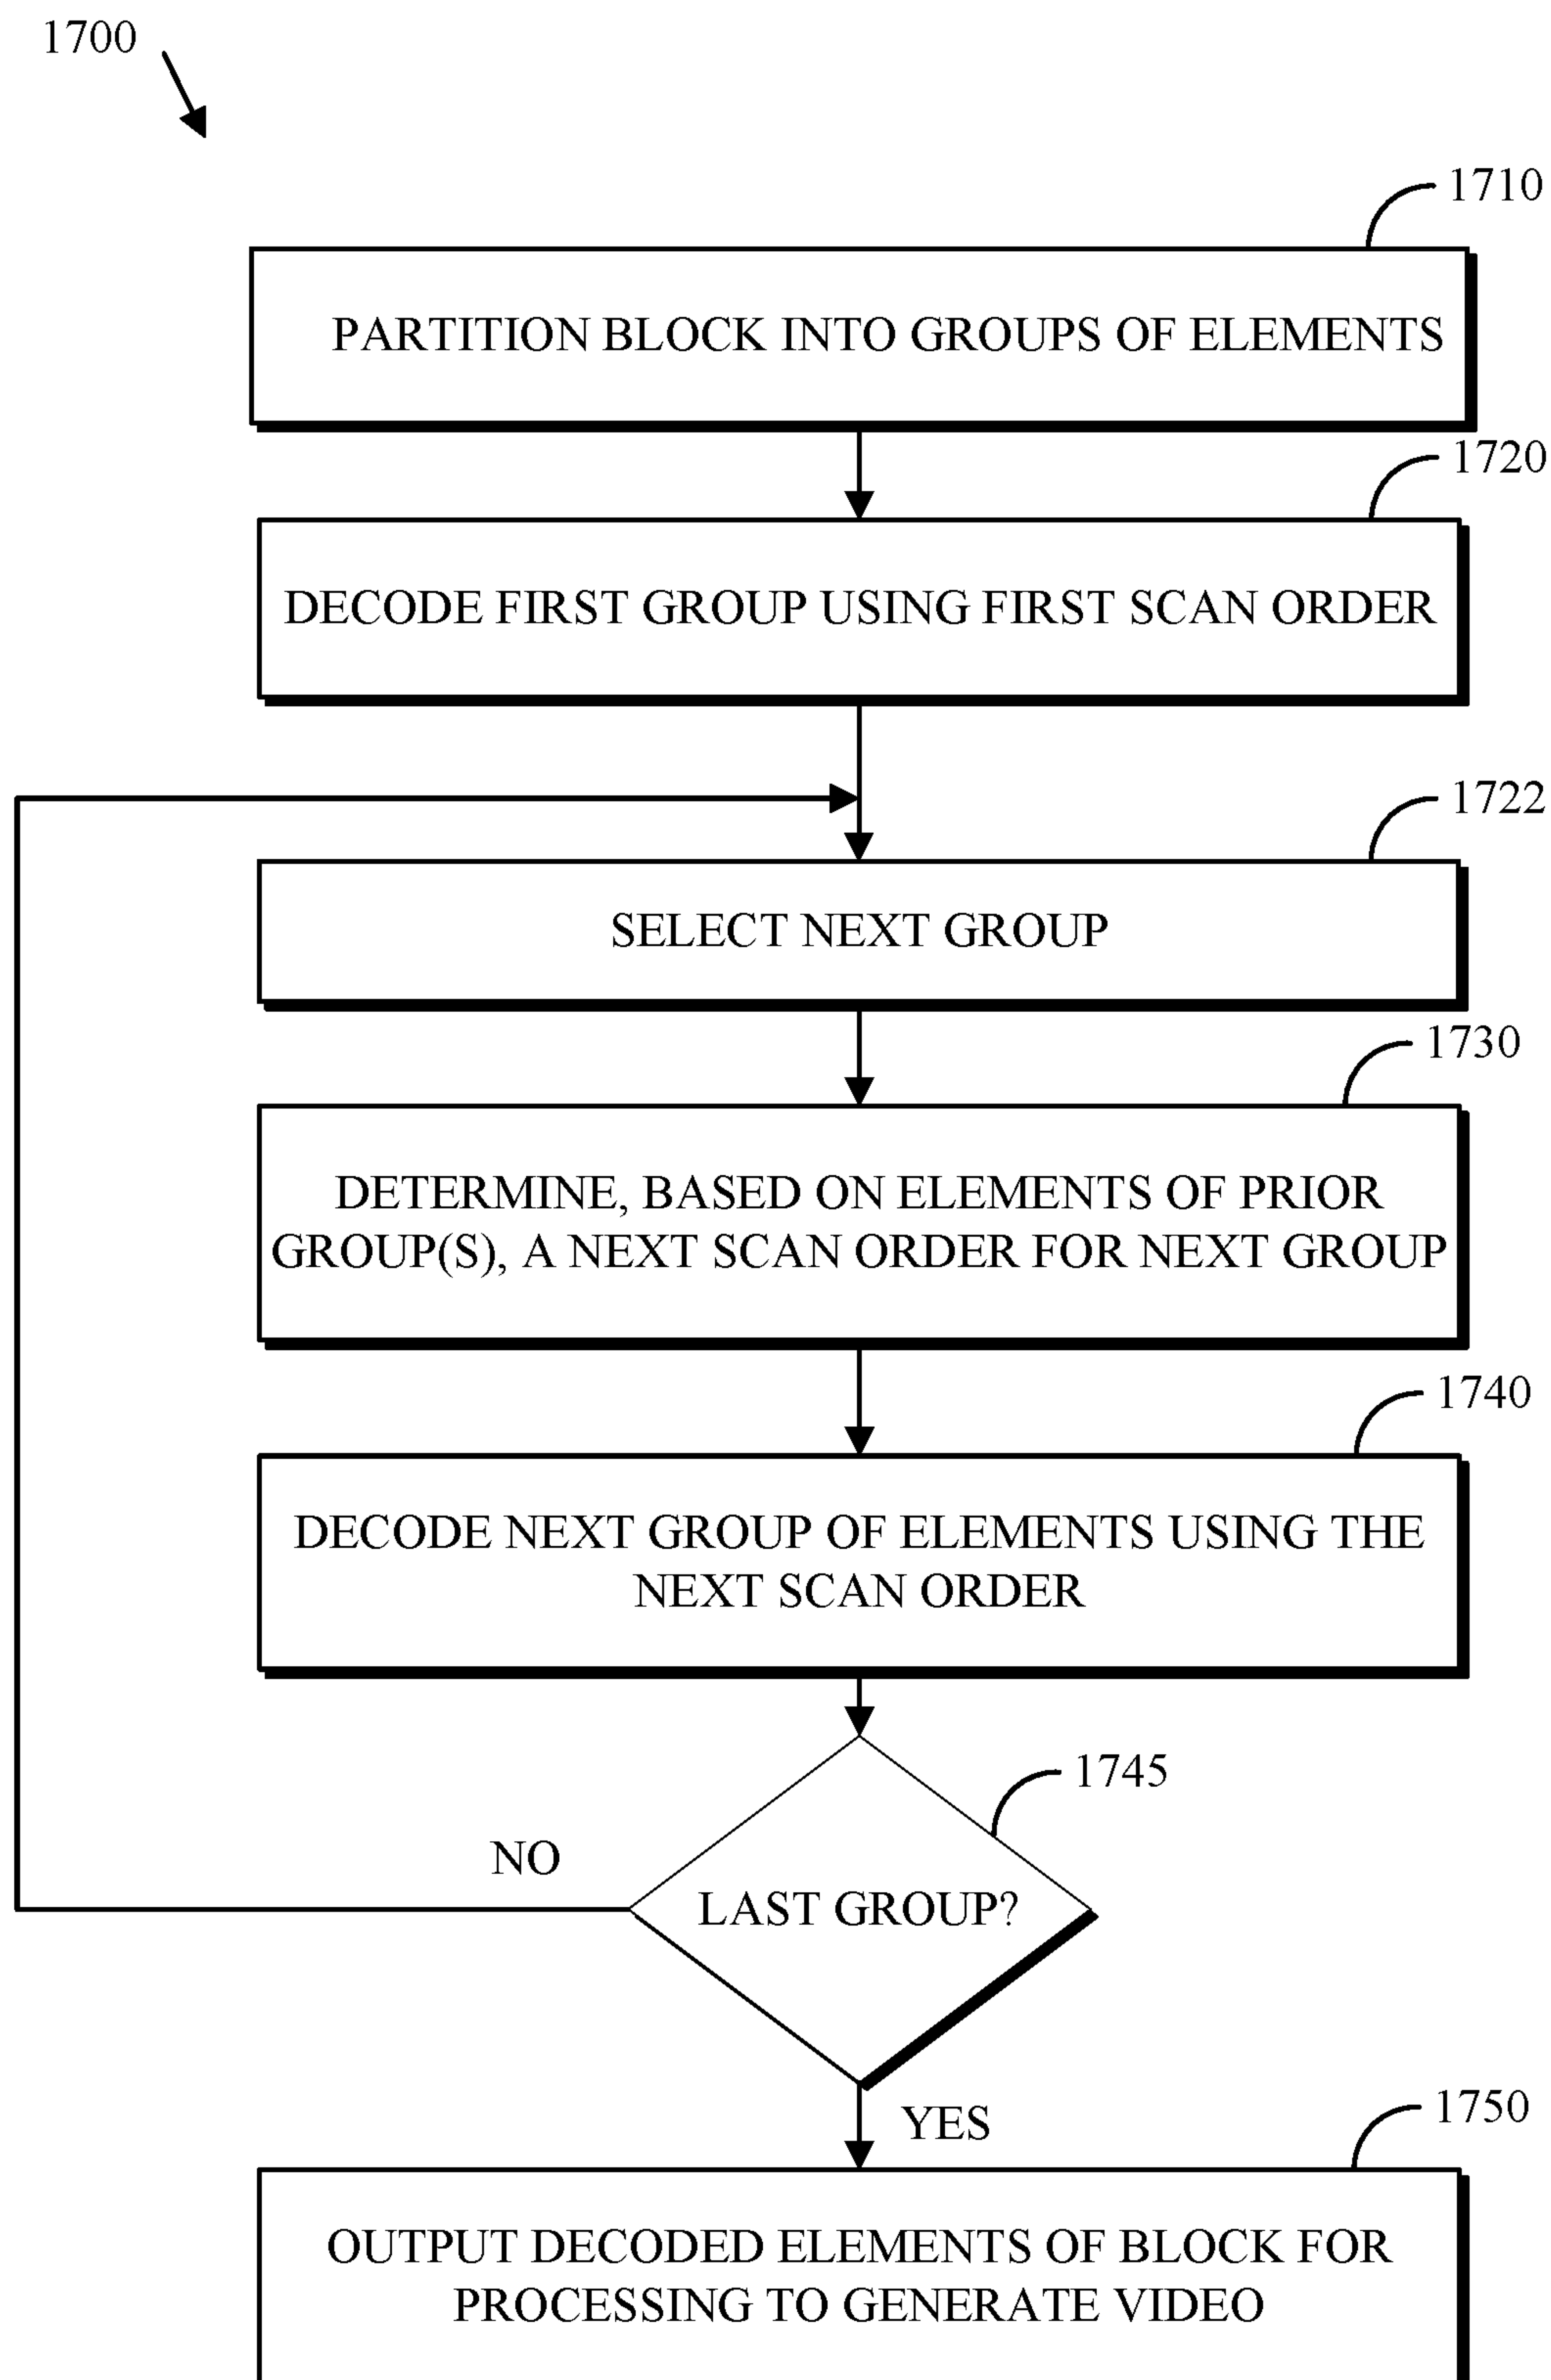 1700
1710
PARTITION BLOCK INTO GROUPS OF ELEMENTS
1720
DECODE FIRST GROUP USING FIRST SCAN ORDER
1722
SELECT NEXT GROUP
1730
DETERMINE, BASED ON ELEMENTS OF PRIOR
GROUP(S), A NEXT SCAN ORDER FOR NEXT GROUP
1740
DECODE NEXT GROUP OF ELEMENTS USING THE
NEXT SCAN ORDER
1745
NO
LAST GROUP?
YES
1750
OUTPUT DECODED ELEMENTS OF BLOCK FOR
PROCESSING TO GENERATE VIDEO